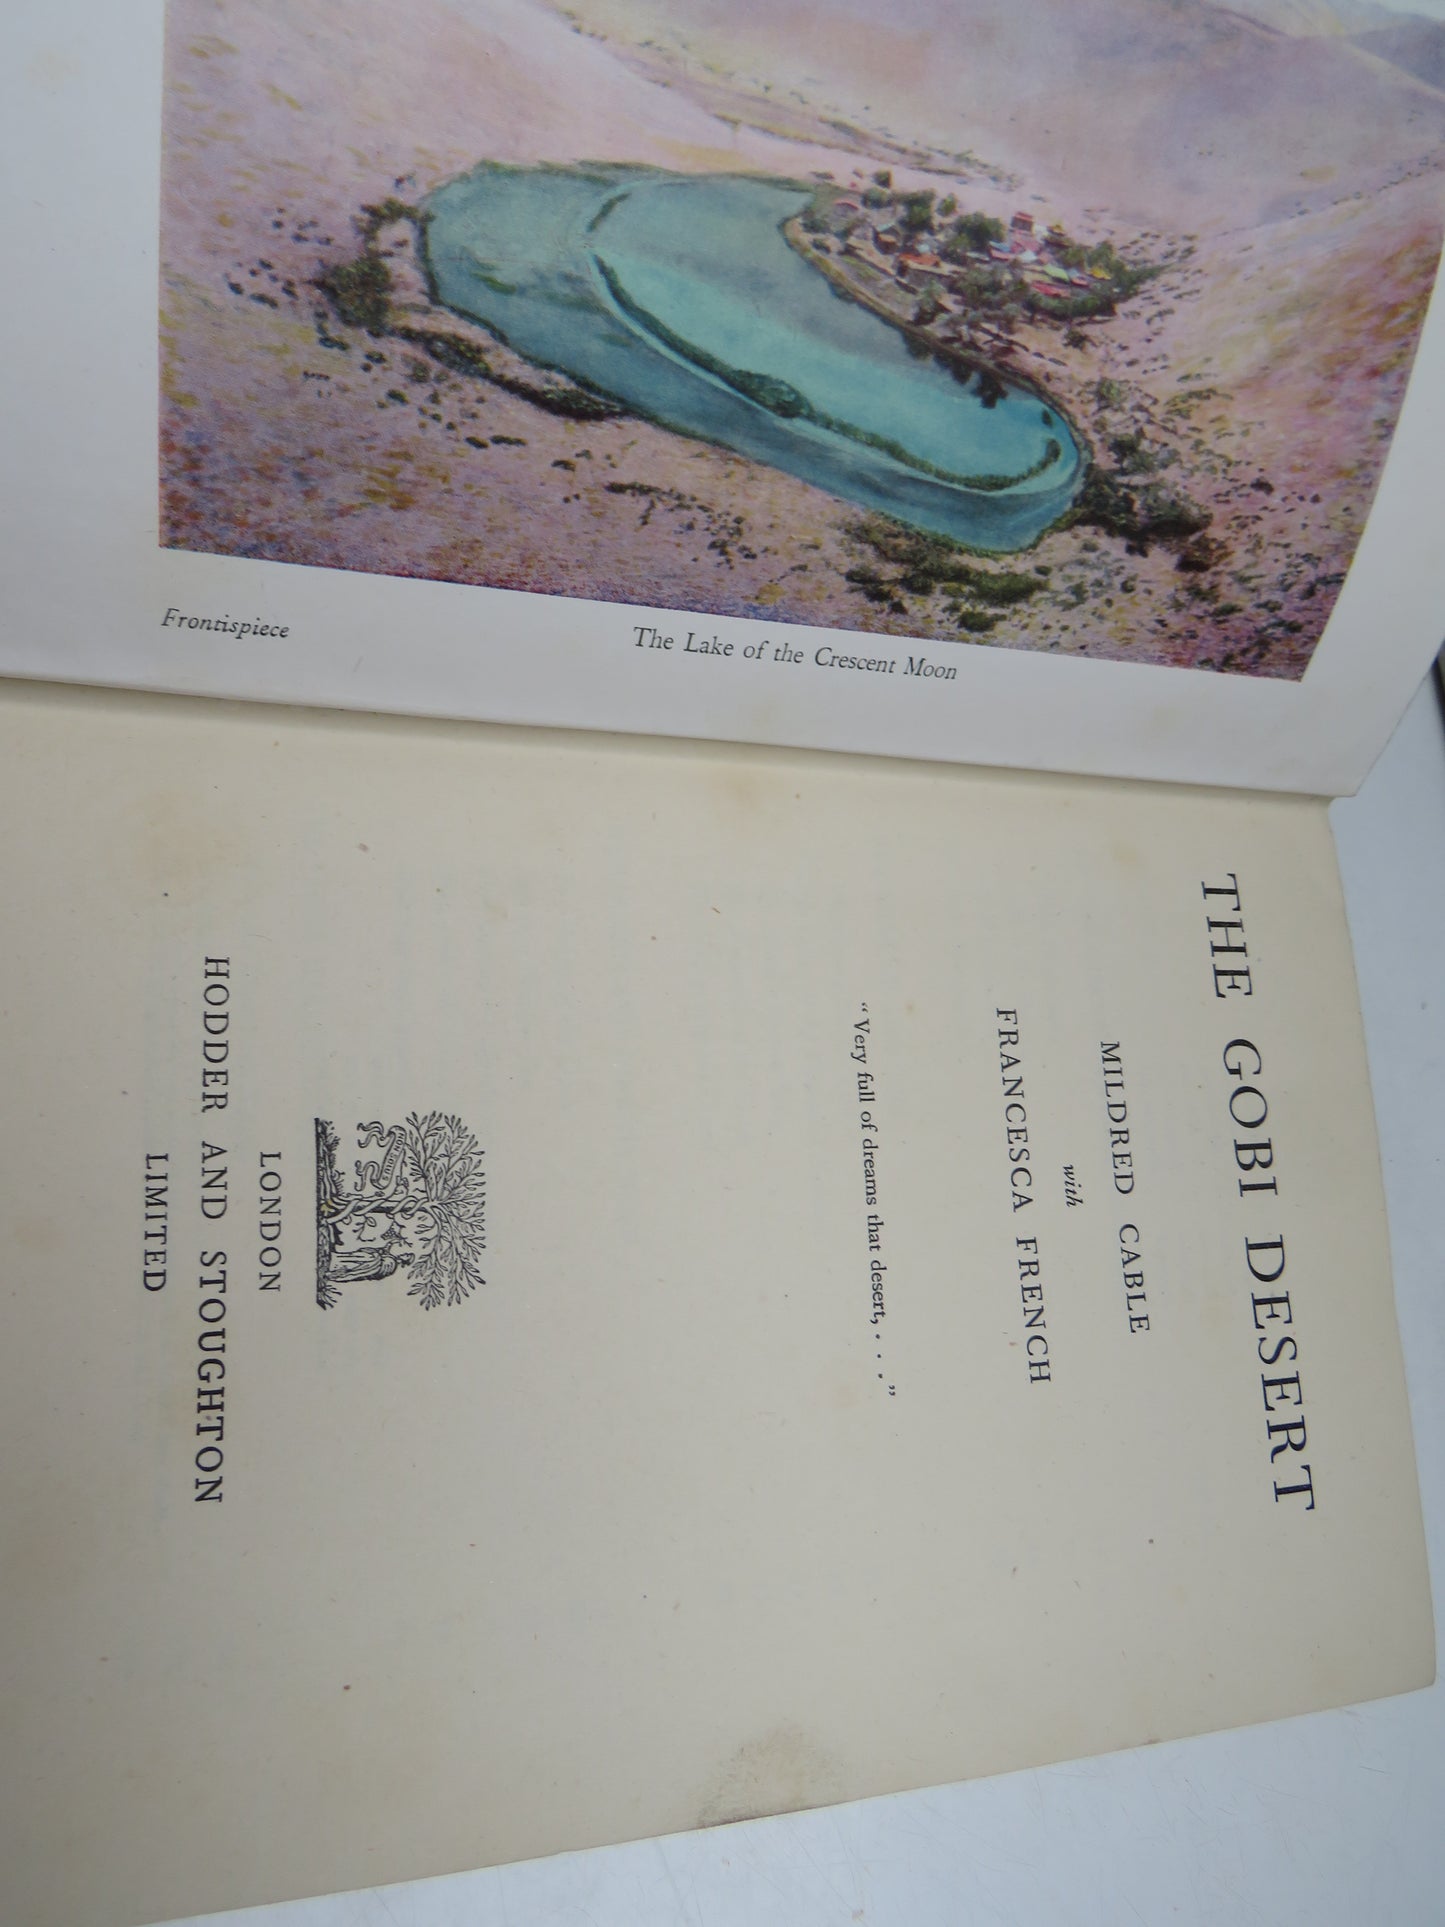 Frontispiece
The Lake of the Crescent Moon
THE GOBI DESERT
MILDRED CABLE
with
FRANCESCA FRENCH
“Very full of dreams that desert, . . .”
LONDON
HODDER AND STOUGHTON
LIMITED